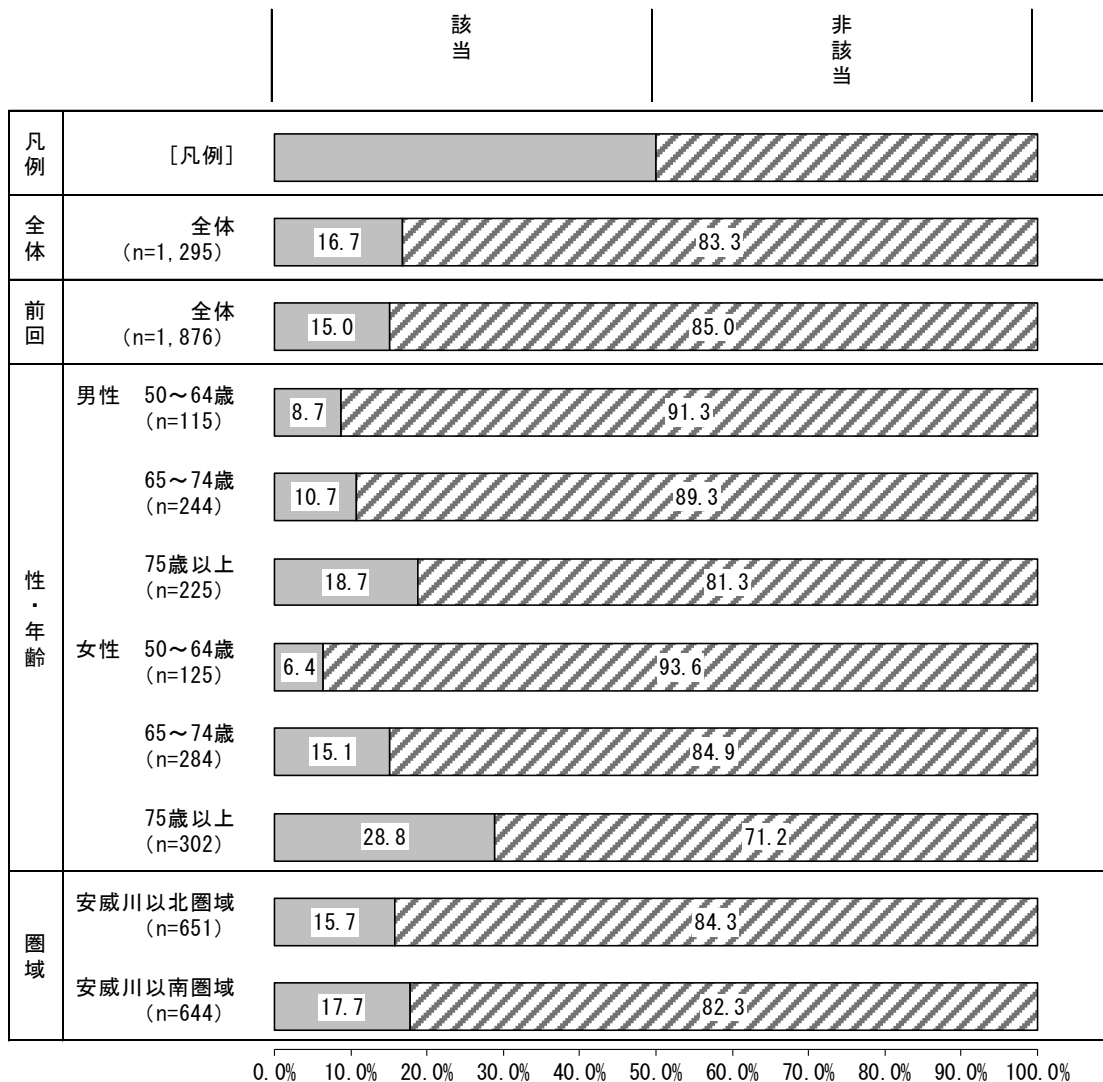 該当
非該当
凡例
[凡例]
全体
全体
(n=1,295)
16.7
83.3
前回
全体
(n=1,876)
15.0
85.0
性・年齢
男性 50～64歳
(n=115)
8.7
91.3
65～74歳
(n=244)
10.7
89.3
75歳以上
(n=225)
18.7
81.3
女性 50～64歳
(n=125)
6.4
93.6
65～74歳
(n=284)
15.1
84.9
75歳以上
(n=302)
28.8
71.2
圏域
安威川以北圏域
(n=651)
15.7
84.3
安威川以南圏域
(n=644)
17.7
82.3
0.0% 10.0% 20.0% 30.0% 40.0% 50.0% 60.0% 70.0% 80.0% 90.0% 100.0%